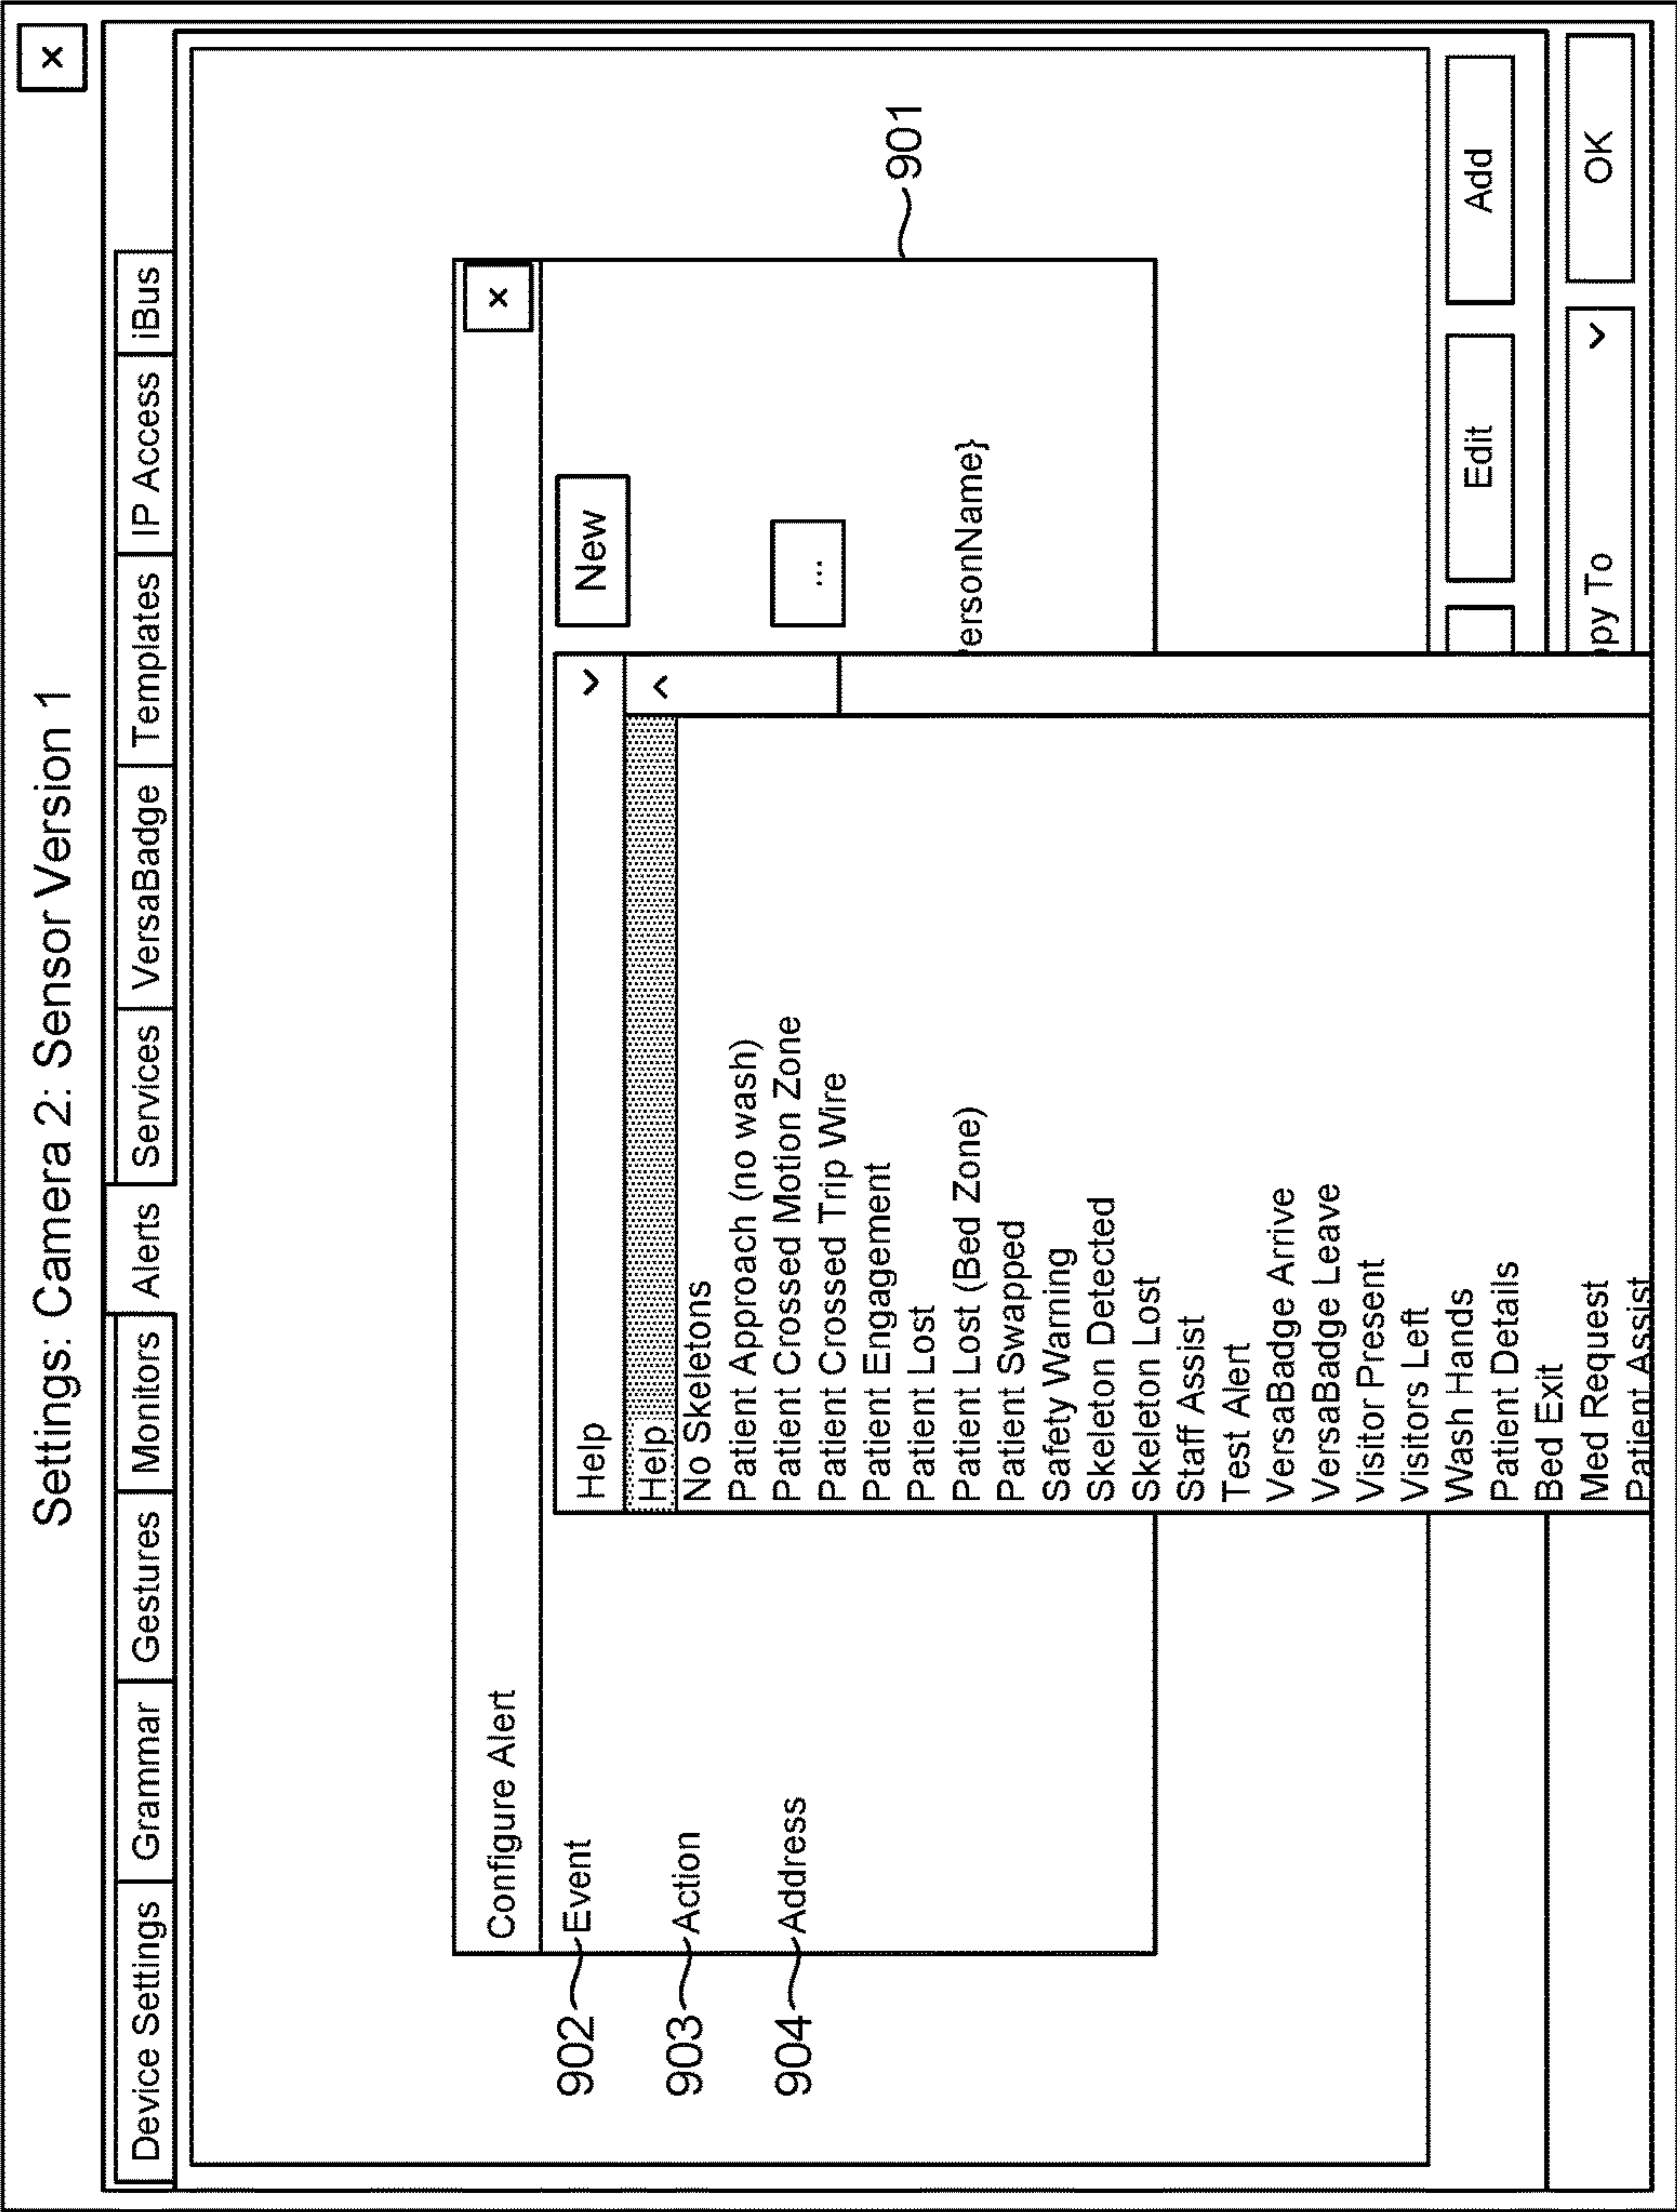 Settings: Camera 2: Sensor Version 1
x
Device Settings Grammar Gestures Monitors Alerts Services VersaBadge Templates IP Access iBus
Configure Alert x
902 Event Help New
903 Action
904 Address ...
Help
No Skeletons
Patient Approach (no wash)
Patient Crossed Motion Zone
Patient Crossed Trip Wire
Patient Engagement
Patient Lost
Patient Lost (Bed Zone)
Patient Swapped
Safety Warning
Skeleton Detected
Skeleton Lost
Staff Assist
Test Alert
VersaBadge Arrive
VersaBadge Leave
Visitor Present
Visitors Left
Wash Hands
Patient Details
Bed Exit
Med Request
Patient Assist
ersonName}
901
Edit Add
py To OK